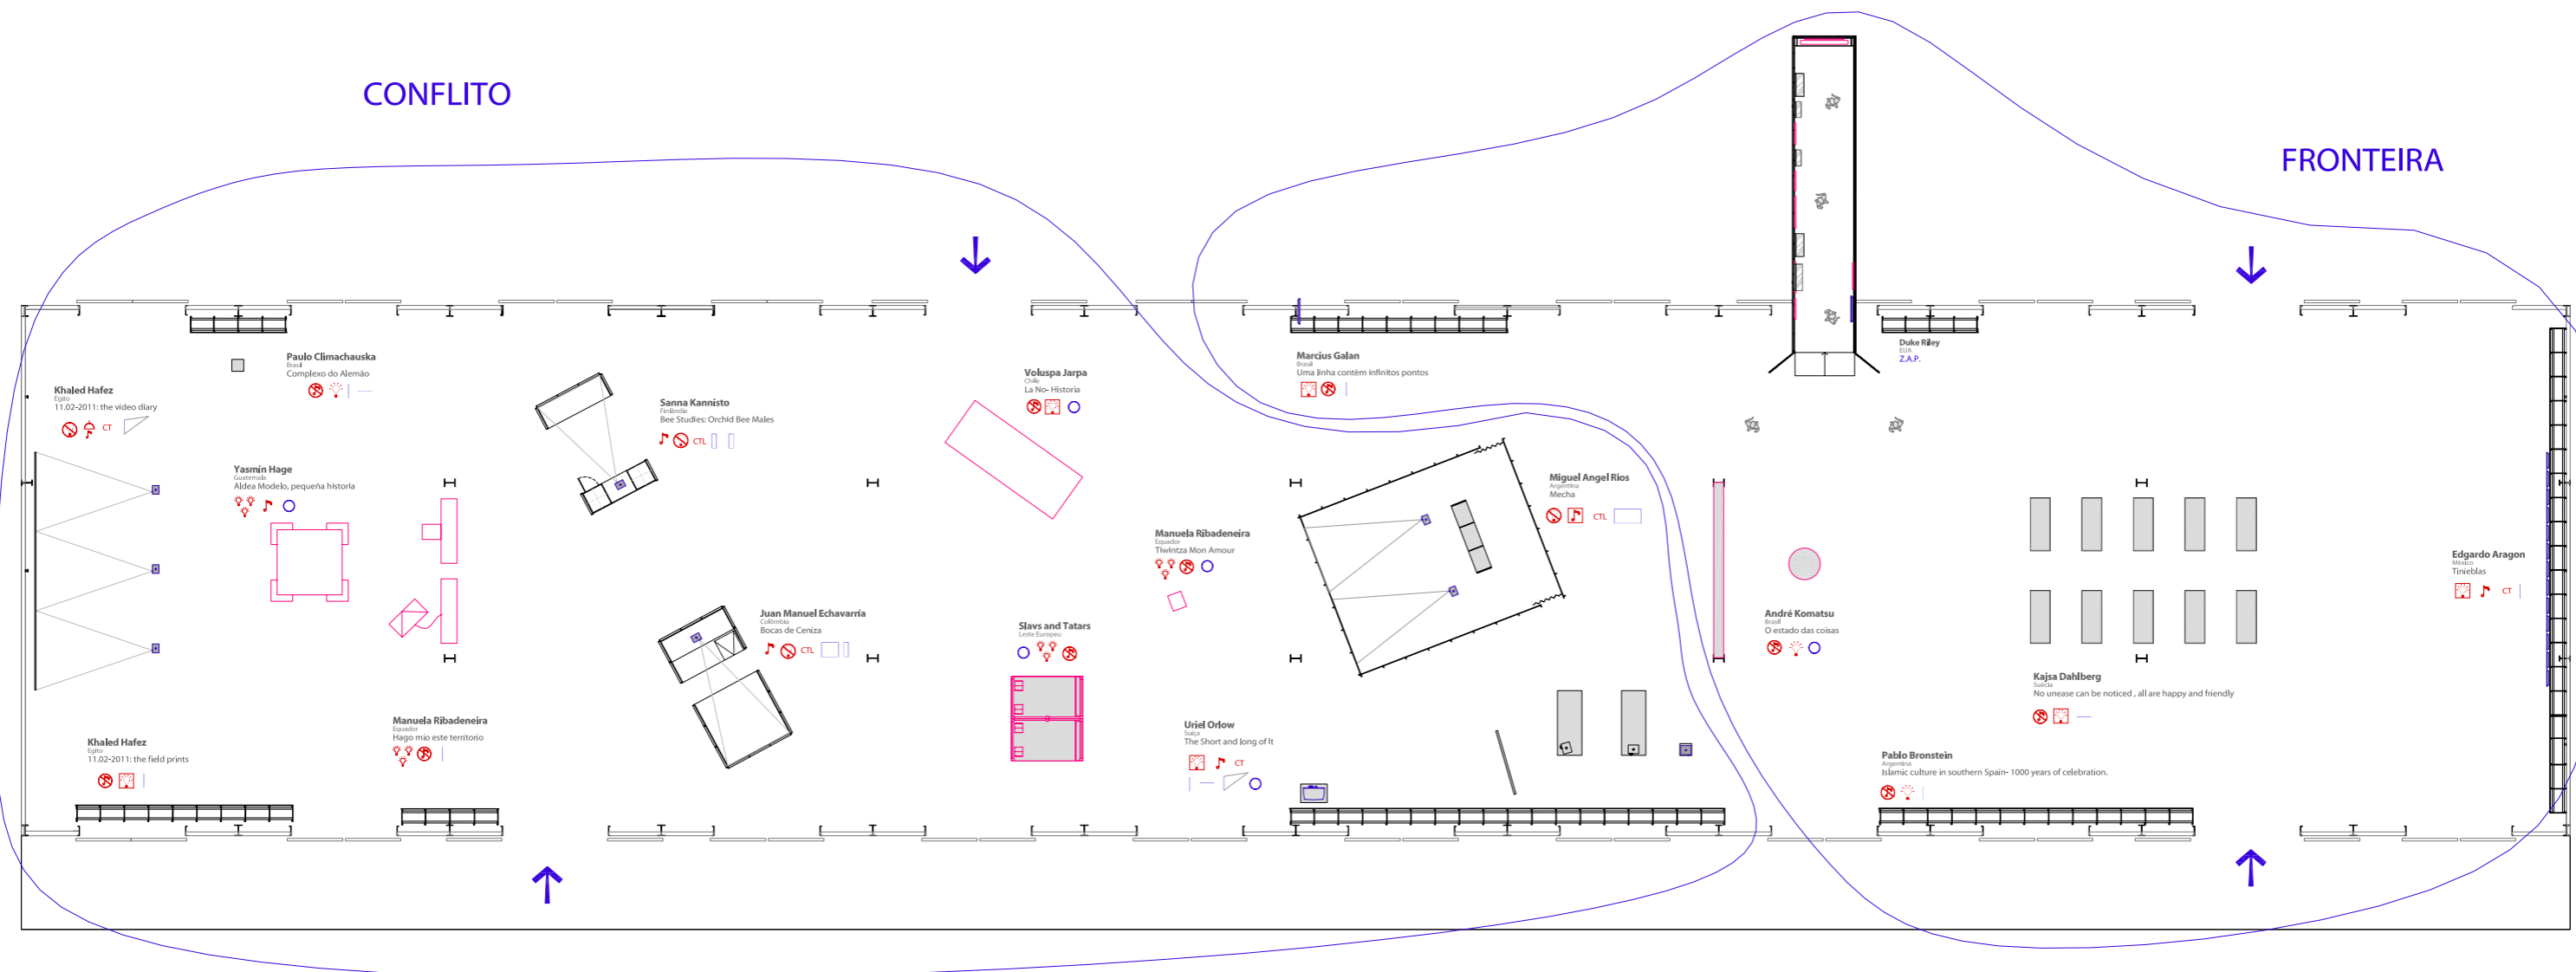 CONFLITO
FRONTEIRA
Khaled Hafez
Egito
11.02-2011: the video diary
CT
Paulo Climachauska
Brasil
Complexo do Alemão
Yasmin Hage
Guatemala
Aldea Modelo, pequeña historia
Sanna Kannisto
Finlândia
Bee Studies: Orchid Bee Males
CTL
Voluspa Jarpa
Chille
La No- Historia
Marcius Galan
Brasil
Uma linha contém infinitos pontos
Duke Riley
EUA
Z.A.P.
Manuela Ribadeneira
Equador
Tiwintza Mon Amour
Miguel Angel Rios
Argentina
Mecha
CTL
Juan Manuel Echavarría
Colômbia
Bocas de Ceniza
CTL
Slavs and Tatars
Leste Europeu
André Komatsu
Brasil
O estado das coisas
Edgardo Aragon
México
Tinieblas
CT
Kajsa Dahlberg
Suécia
No unease can be noticed , all are happy and friendly
Khaled Hafez
Egito
11.02-2011: the field prints
Manuela Ribadeneira
Equador
Hago mio este territorio
Uriel Orlow
Suiça
The Short and long of It
CT
Pablo Bronstein
Argentina
Islamic culture in southern Spain- 1000 years of celebration.